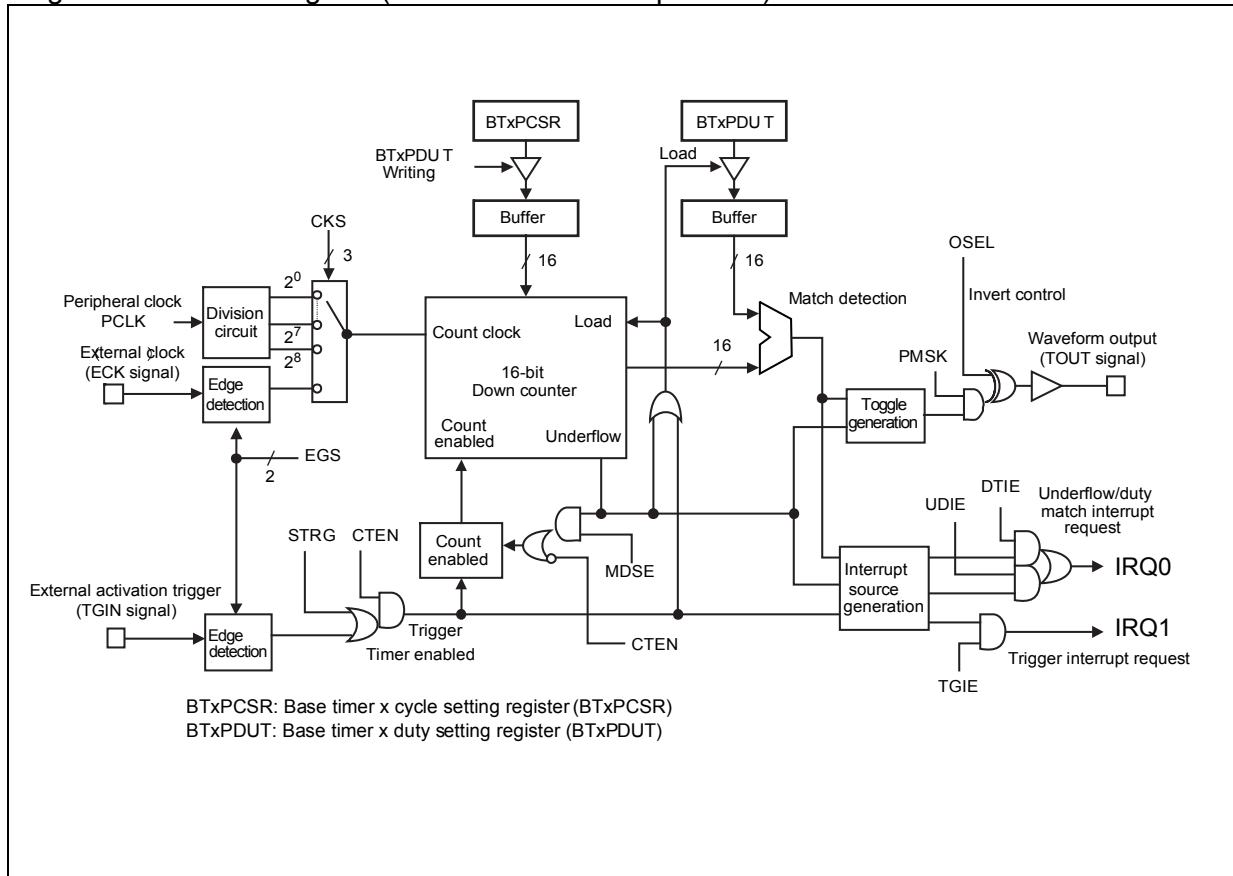 BTxPCSR
BTxPDU T
BTxPDU T
Writing
Load
Buffer
Buffer
CKS
3
16
16
OSEL
2⁰
Peripheral clock
PCLK
Division
circuit
2⁷
2⁸
External clock
(ECK signal)
Edge
detection
Count clock
Load
16-bit
Down counter
Count
enabled
Underflow
16
Match detection
Invert control
Waveform output
(TOUT signal)
PMSK
Toggle
generation
EGS
2
STRG
CTEN
Count
enabled
MDSE
CTEN
UDIE
DTIE
Underflow/duty
match interrupt
request
Interrupt
source
generation
IRQ0
External activation trigger
(TGIN signal)
Edge
detection
Trigger
Timer enabled
IRQ1
Trigger interrupt request
TGIE
BTxPCSR: Base timer x cycle setting register (BTxPCSR)
BTxPDUT: Base timer x duty setting register (BTxPDUT)